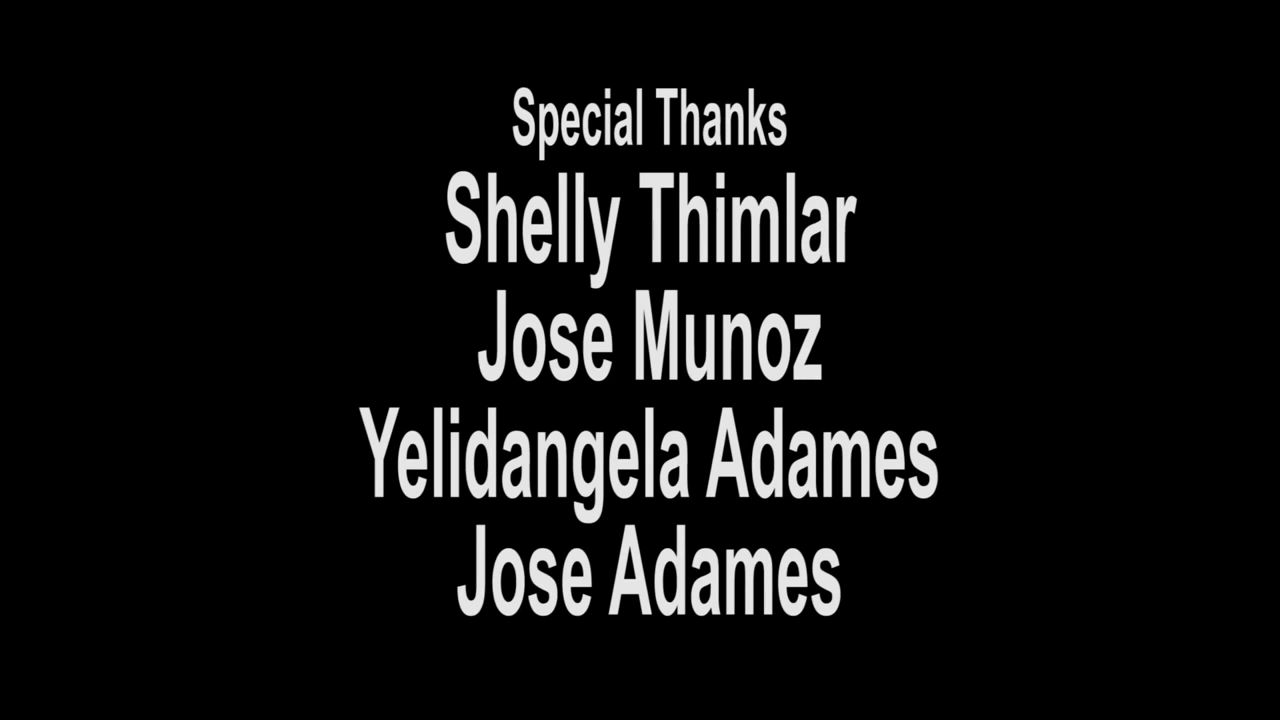 Special Thanks
Shelly Thimlar
Jose Munoz
Yelidangela Adames
Jose Adames